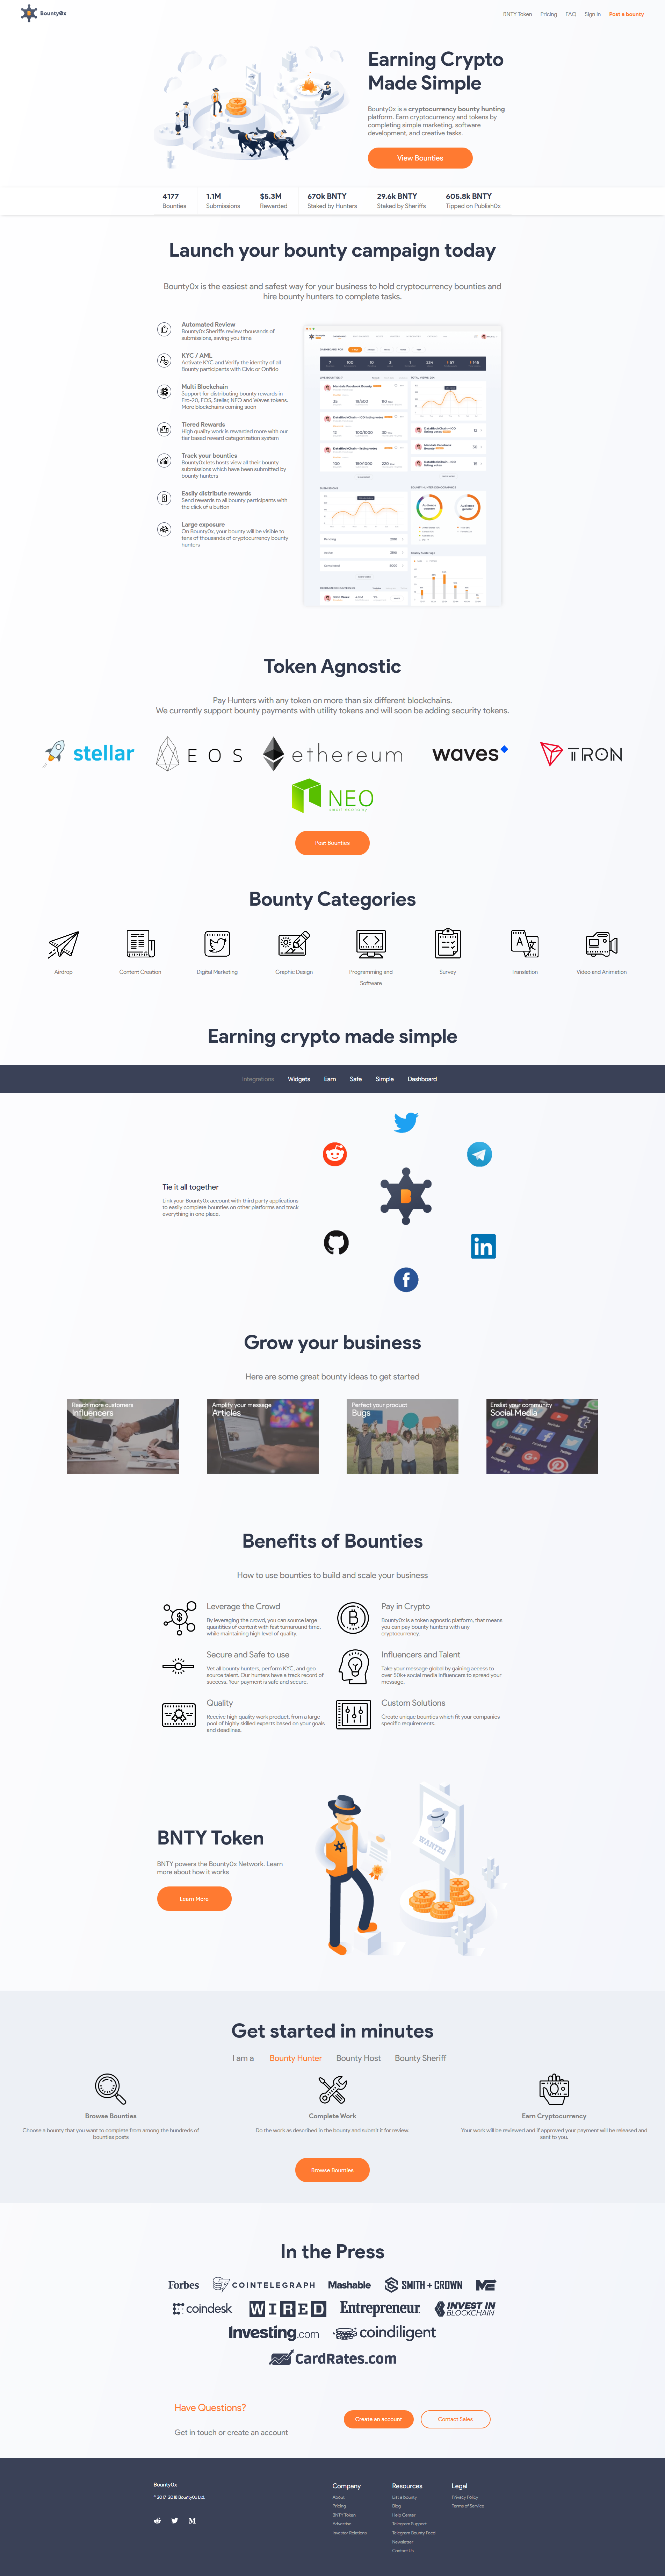 Bounty0x
BNTY Token Pricing FAQ Sign In Post a bounty
Earning Crypto
Made Simple
Bounty0x is a cryptocurrency bounty hunting
platform. Earn cryptocurrency and tokens by
completing simple marketing, software
development, and creative tasks.
View Bounties
4177 1.1M $5.3M 670k BNTY 29.6k BNTY 605.8k BNTY
Bounties Submissions Rewarded Staked by Hunters Staked by Sheriffs Tipped on Publish0x
Launch your bounty campaign today
Bounty0x is the easiest and safest way for your business to hold cryptocurrency bounties and
hire bounty hunters to complete tasks.
Automated Review
Bounty0x Sheriffs review thousands of
submissions, saving you time
KYC / AML
Activate KYC and Verify the identity of all
Bounty participants with Civic or Onfido
Multi Blockchain
Support for distributing bounty rewards in
Erc-20, EOS, Stellar, NEO and Waves tokens.
More blockchains coming soon
Tiered Rewards
High quality work is rewarded more with our
tier based reward categorization system
Track your bounties
Bounty0x lets hosts view all their bounty
submissions which have been submitted by
bounty hunters
Easily distribute rewards
Send rewards to all bounty participants with
the click of a button
Large exposure
On Bounty0x, your bounty will be visible to
tens of thousands of cryptocurrency bounty
hunters
Token Agnostic
Pay Hunters with any token on more than six different blockchains.
We currently support bounty payments with utility tokens and will soon be adding security tokens.
stellar EOS ethereum waves TRON
NEO
smart economy
Post Bounties
Bounty Categories
Airdrop Content Creation Digital Marketing Graphic Design Programming and Survey Translation Video and Animation
Software
Earning crypto made simple
Integrations Widgets Earn Safe Simple Dashboard
Tie it all together
Link your Bounty0x account with third party applications
to easily complete bounties on other platforms and track
everything in one place.
Grow your business
Here are some great bounty ideas to get started
Reach more customers
Influencers
Amplify your message
Articles
Perfect your product
Bugs
Enslist your community
Social Media
Benefits of Bounties
How to use bounties to build and scale your business
Leverage the Crowd
By leveraging the crowd, you can source large
quantities of content with fast turnaround time,
while maintaining high level of quality.
Pay in Crypto
Bounty0x is a token agnostic platform, that means
you can pay bounty hunters with any
cryptocurrency.
Secure and Safe to use
Vet all bounty hunters, perform KYC, and geo
source talent. Our hunters have a track record of
success. Your payment is safe and secure.
Influencers and Talent
Take your message global by gaining access to
over 50k+ social media influencers to spread your
message.
Quality
Receive high quality work product, from a large
pool of highly skilled experts based on your goals
and deadlines.
Custom Solutions
Create unique bounties which fit your companies
specific requirements.
BNTY Token
BNTY powers the Bounty0x Network. Learn
more about how it works
Learn More
WANTED
Get started in minutes
I am a Bounty Hunter Bounty Host Bounty Sheriff
Browse Bounties
Choose a bounty that you want to complete from among the hundreds of
bounties posts
Complete Work
Do the work as described in the bounty and submit it for review.
Earn Cryptocurrency
Your work will be reviewed and if approved your payment will be released and
sent to you.
Browse Bounties
In the Press
Forbes COINTELEGRAPH Mashable SMITH + CROWN
coindesk WIRED Entrepreneur INVEST IN
BLOCKCHAIN
Investing.com coindiligent
CardRates.com
Have Questions?
Get in touch or create an account
Create an account
Contact Sales
Bounty0x
© 2017-2018 Bounty0x Ltd.
Company
About
Pricing
BNTY Token
Advertise
Investor Relations
Resources
List a bounty
Blog
Help Center
Telegram Support
Telegram Bounty Feed
Newsletter
Contact Us
Legal
Privacy Policy
Terms of Service